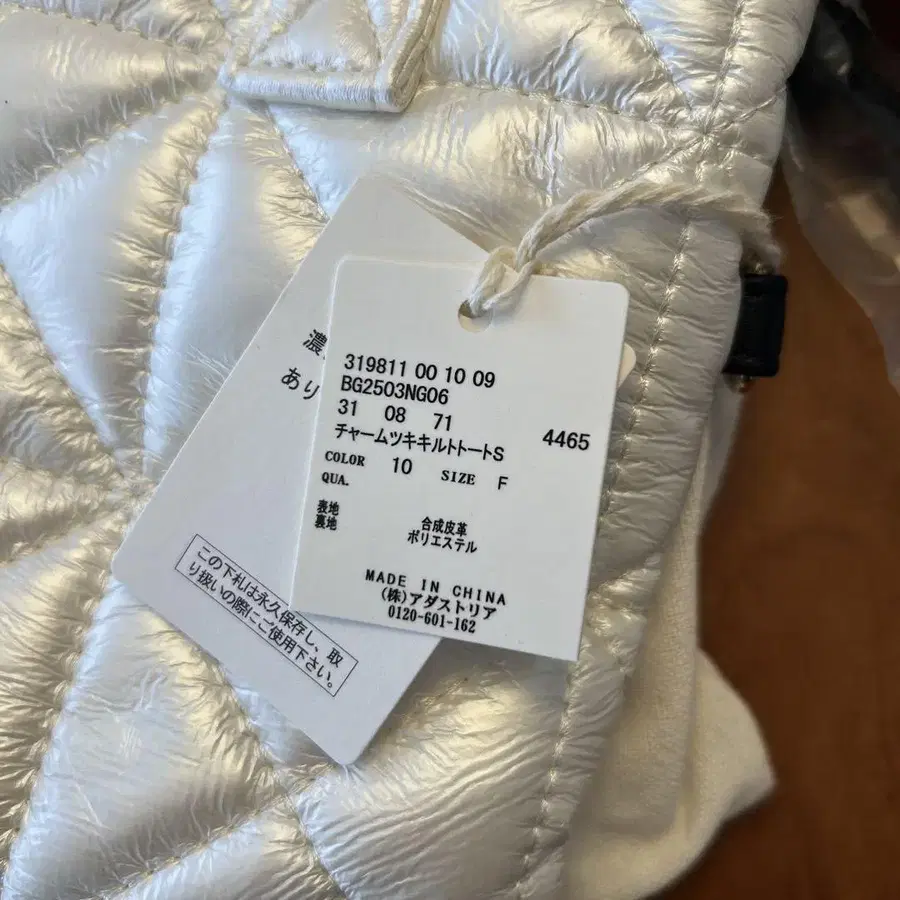 319811 00 10 09
BG2503NG06
31 08 71
チャームツキキルトトートS 4465
COLOR 10 SIZE F
QUA.
表地 合成皮革
裏地 ポリエステル
MADE IN CHINA
(株)アダストリア
0120-601-162
濃
あり
この下札は永久保存し、取
り扱いの際にご使用下さい。